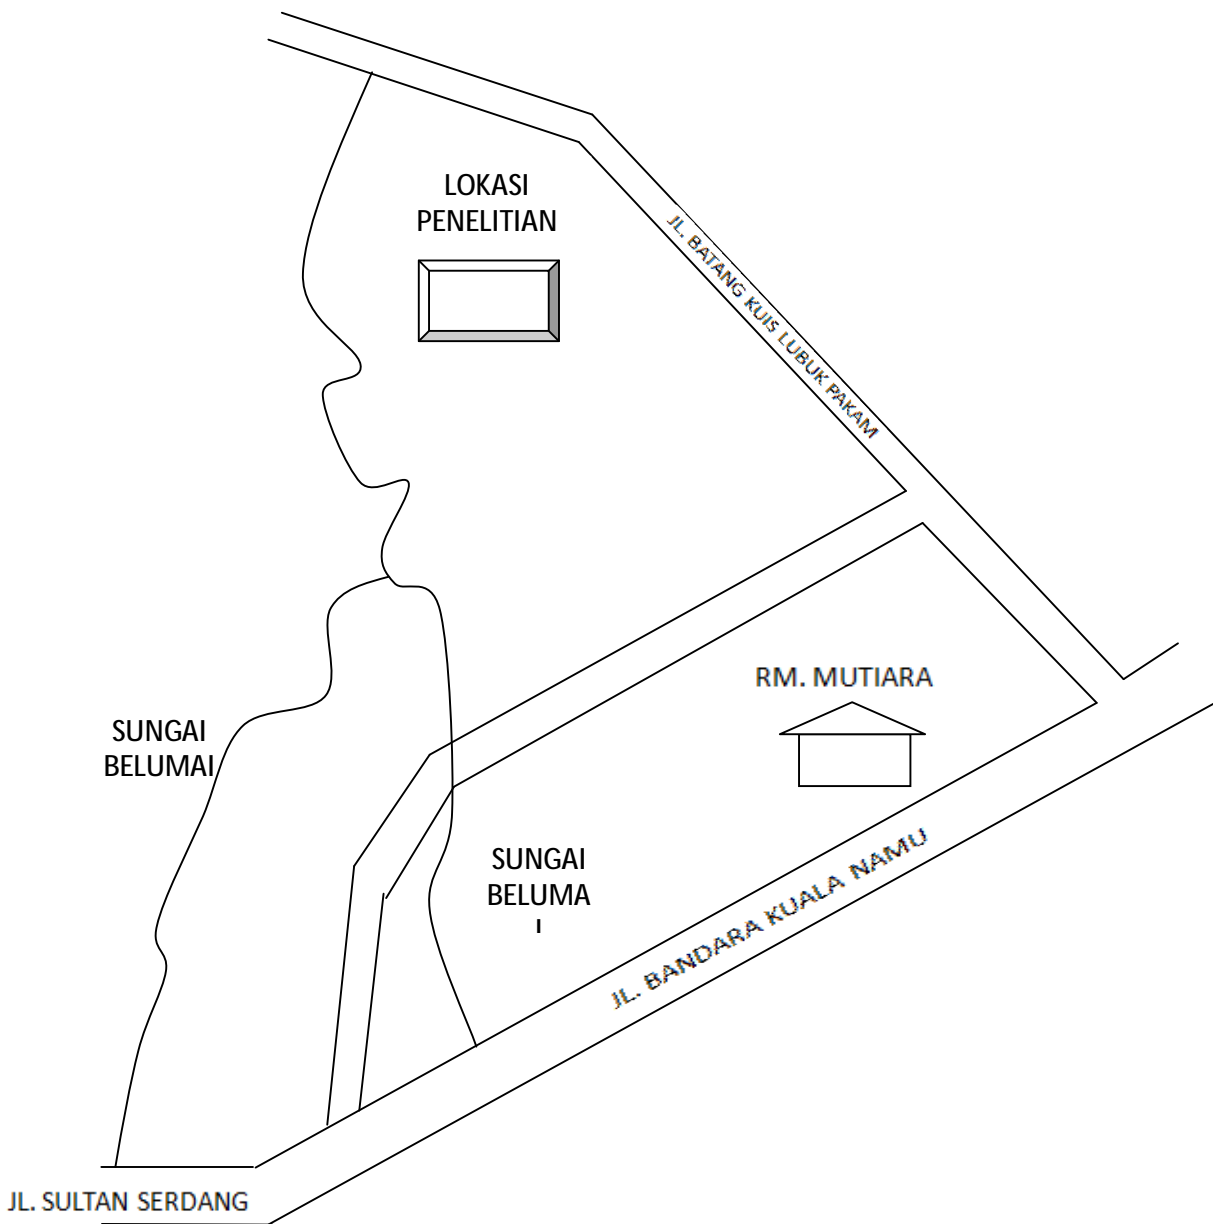 LOKASI
PENELITIAN
JL. BATANG KUIS LUBUK PAKAM
RM. MUTIARA
SUNGAI
BELUMAI
SUNGAI
BELUMA
I
JL. BANDARA KUALA NAMU
JL. SULTAN SERDANG